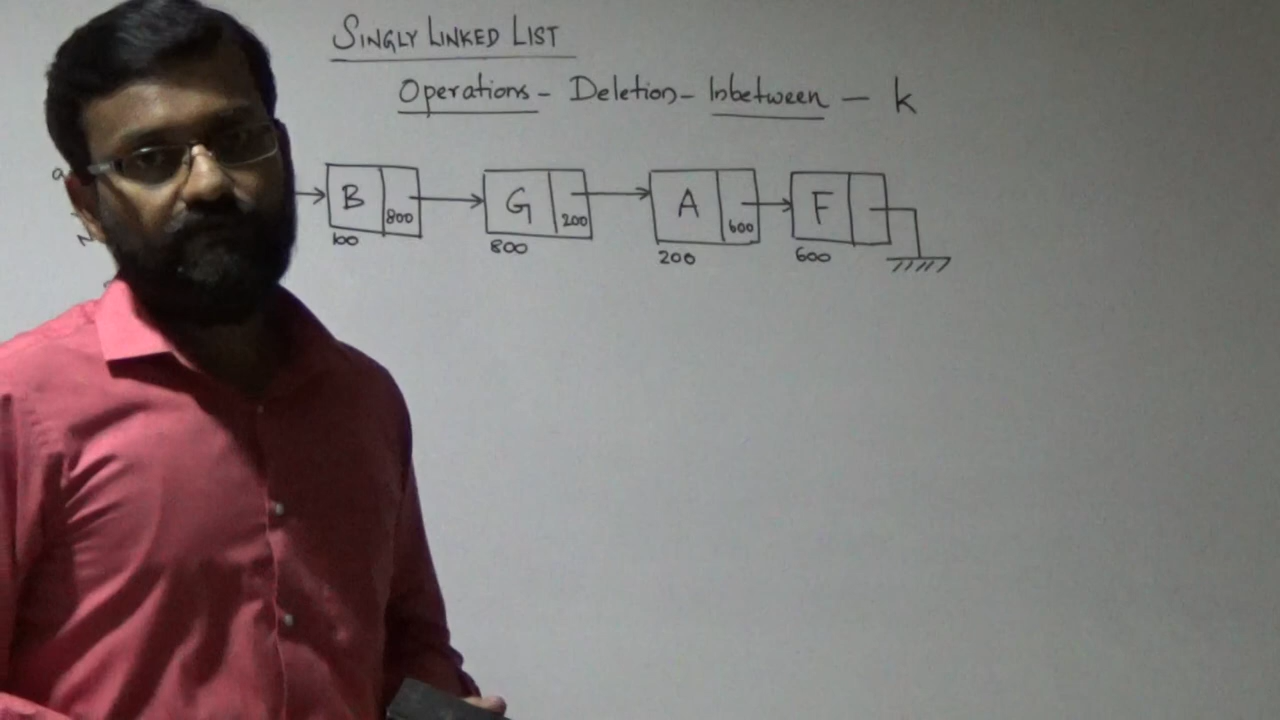 SINGLY LINKED LIST
Operations - Deletion - Inbetween - k
B 800 G 200 A 600 F
100 800 200 600